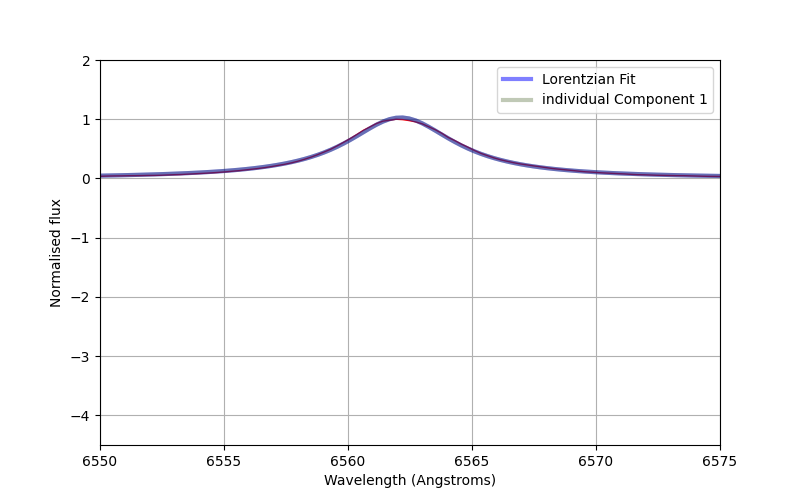 2
1
0
−1
−2
−3
−4
Normalised flux
Lorentzian Fit
individual Component 1
6550 6555 6560 6565 6570 6575
Wavelength (Angstroms)